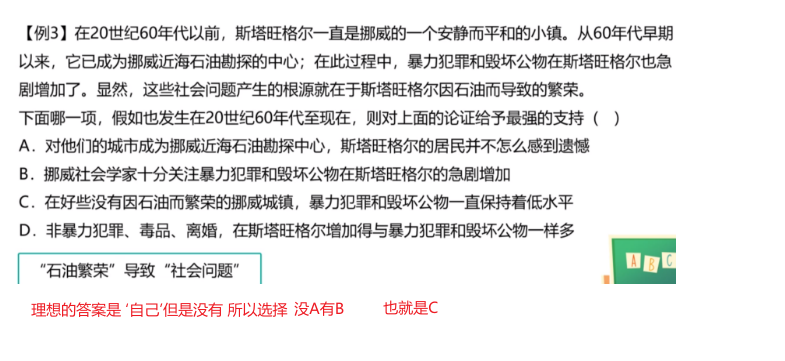 【例3】在20世纪60年代以前，斯塔旺格尔一直是挪威的一个安静而平和的小镇。从60年代早期
以来，它已成为挪威近海石油勘探的中心；在此过程中，暴力犯罪和毁坏公物在斯塔旺格尔也急
剧增加了。显然，这些社会问题产生的根源就在于斯塔旺格尔因石油而导致的繁荣。
下面哪一项，假如也发生在20世纪60年代至现在，则对上面的论证给予最强的支持（ ）
A．对他们的城市成为挪威近海石油勘探中心，斯塔旺格尔的居民并不怎么感到遗憾
B．挪威社会学家十分关注暴力犯罪和毁坏公物在斯塔旺格尔的急剧增加
C．在好些没有因石油而繁荣的挪威城镇，暴力犯罪和毁坏公物一直保持着低水平
D．非暴力犯罪、毒品、离婚，在斯塔旺格尔增加得与暴力犯罪和毁坏公物一样多
A B C
“石油繁荣”导致“社会问题”
理想的答案是 ‘自己’但是没有 所以选择 没A有B 也就是C